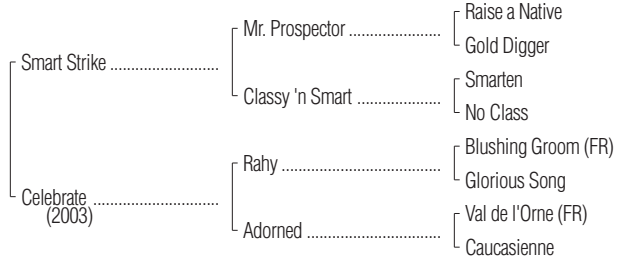 Raise a Native
Mr. Prospector ........................
Gold Digger
Smart Strike ...........................
Smarten
Classy 'n Smart .....................
No Class
Blushing Groom (FR)
Rahy ........................................
Glorious Song
Celebrate ...............................
(2003)
Val de l'Orne (FR)
Adorned .................................
Caucasienne